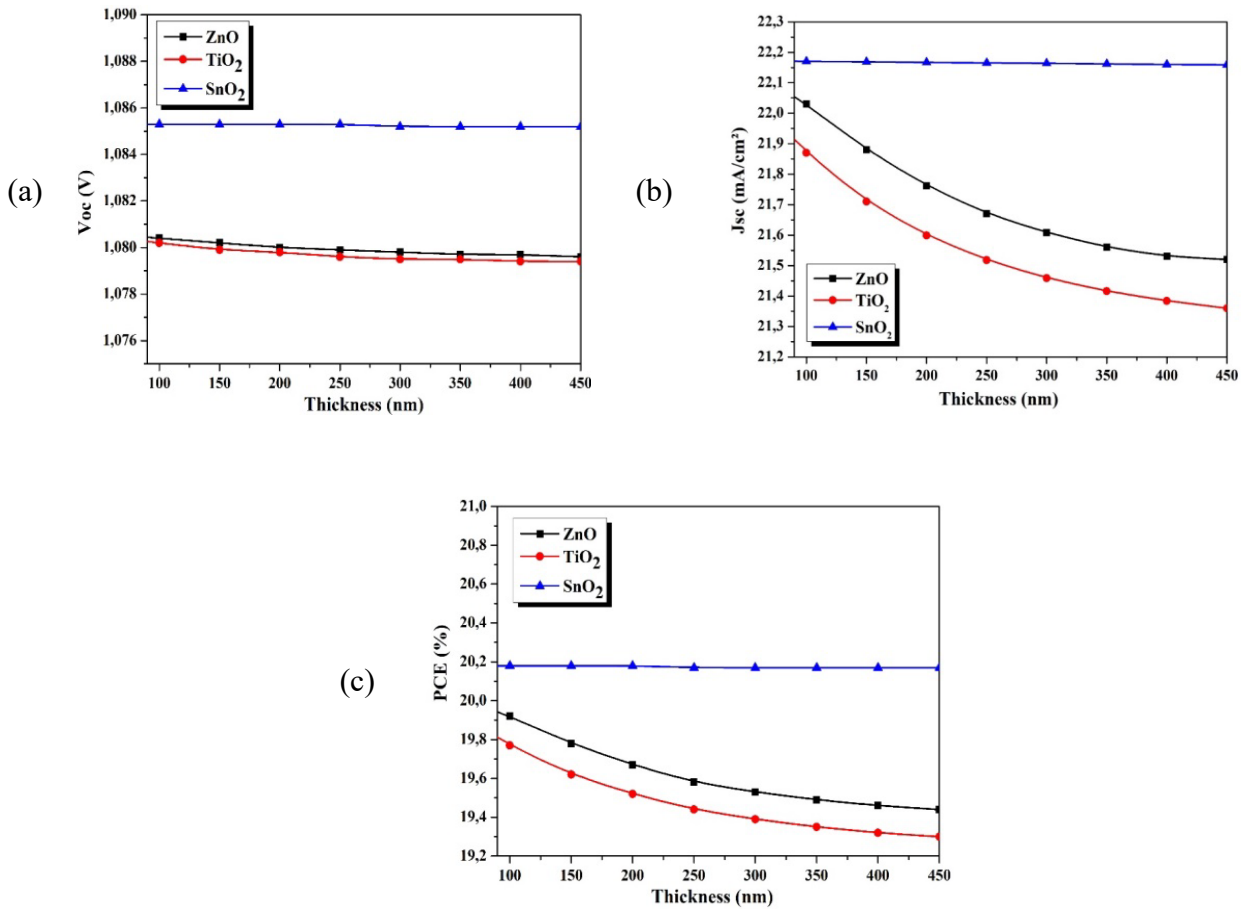 (a)
Voc (V)
1,090
1,088
1,086
1,084
1,082
1,080
1,078
1,076
ZnO
TiO2
SnO2
100 150 200 250 300 350 400 450
Thickness (nm)
(b)
Jsc (mA/cm²)
22,3
22,2
22,1
22,0
21,9
21,8
21,7
21,6
21,5
21,4
21,3
21,2
ZnO
TiO2
SnO2
100 150 200 250 300 350 400 450
Thickness (nm)
(c)
PCE (%)
21,0
20,8
20,6
20,4
20,2
20,0
19,8
19,6
19,4
19,2
ZnO
TiO2
SnO2
100 150 200 250 300 350 400 450
Thickness (nm)